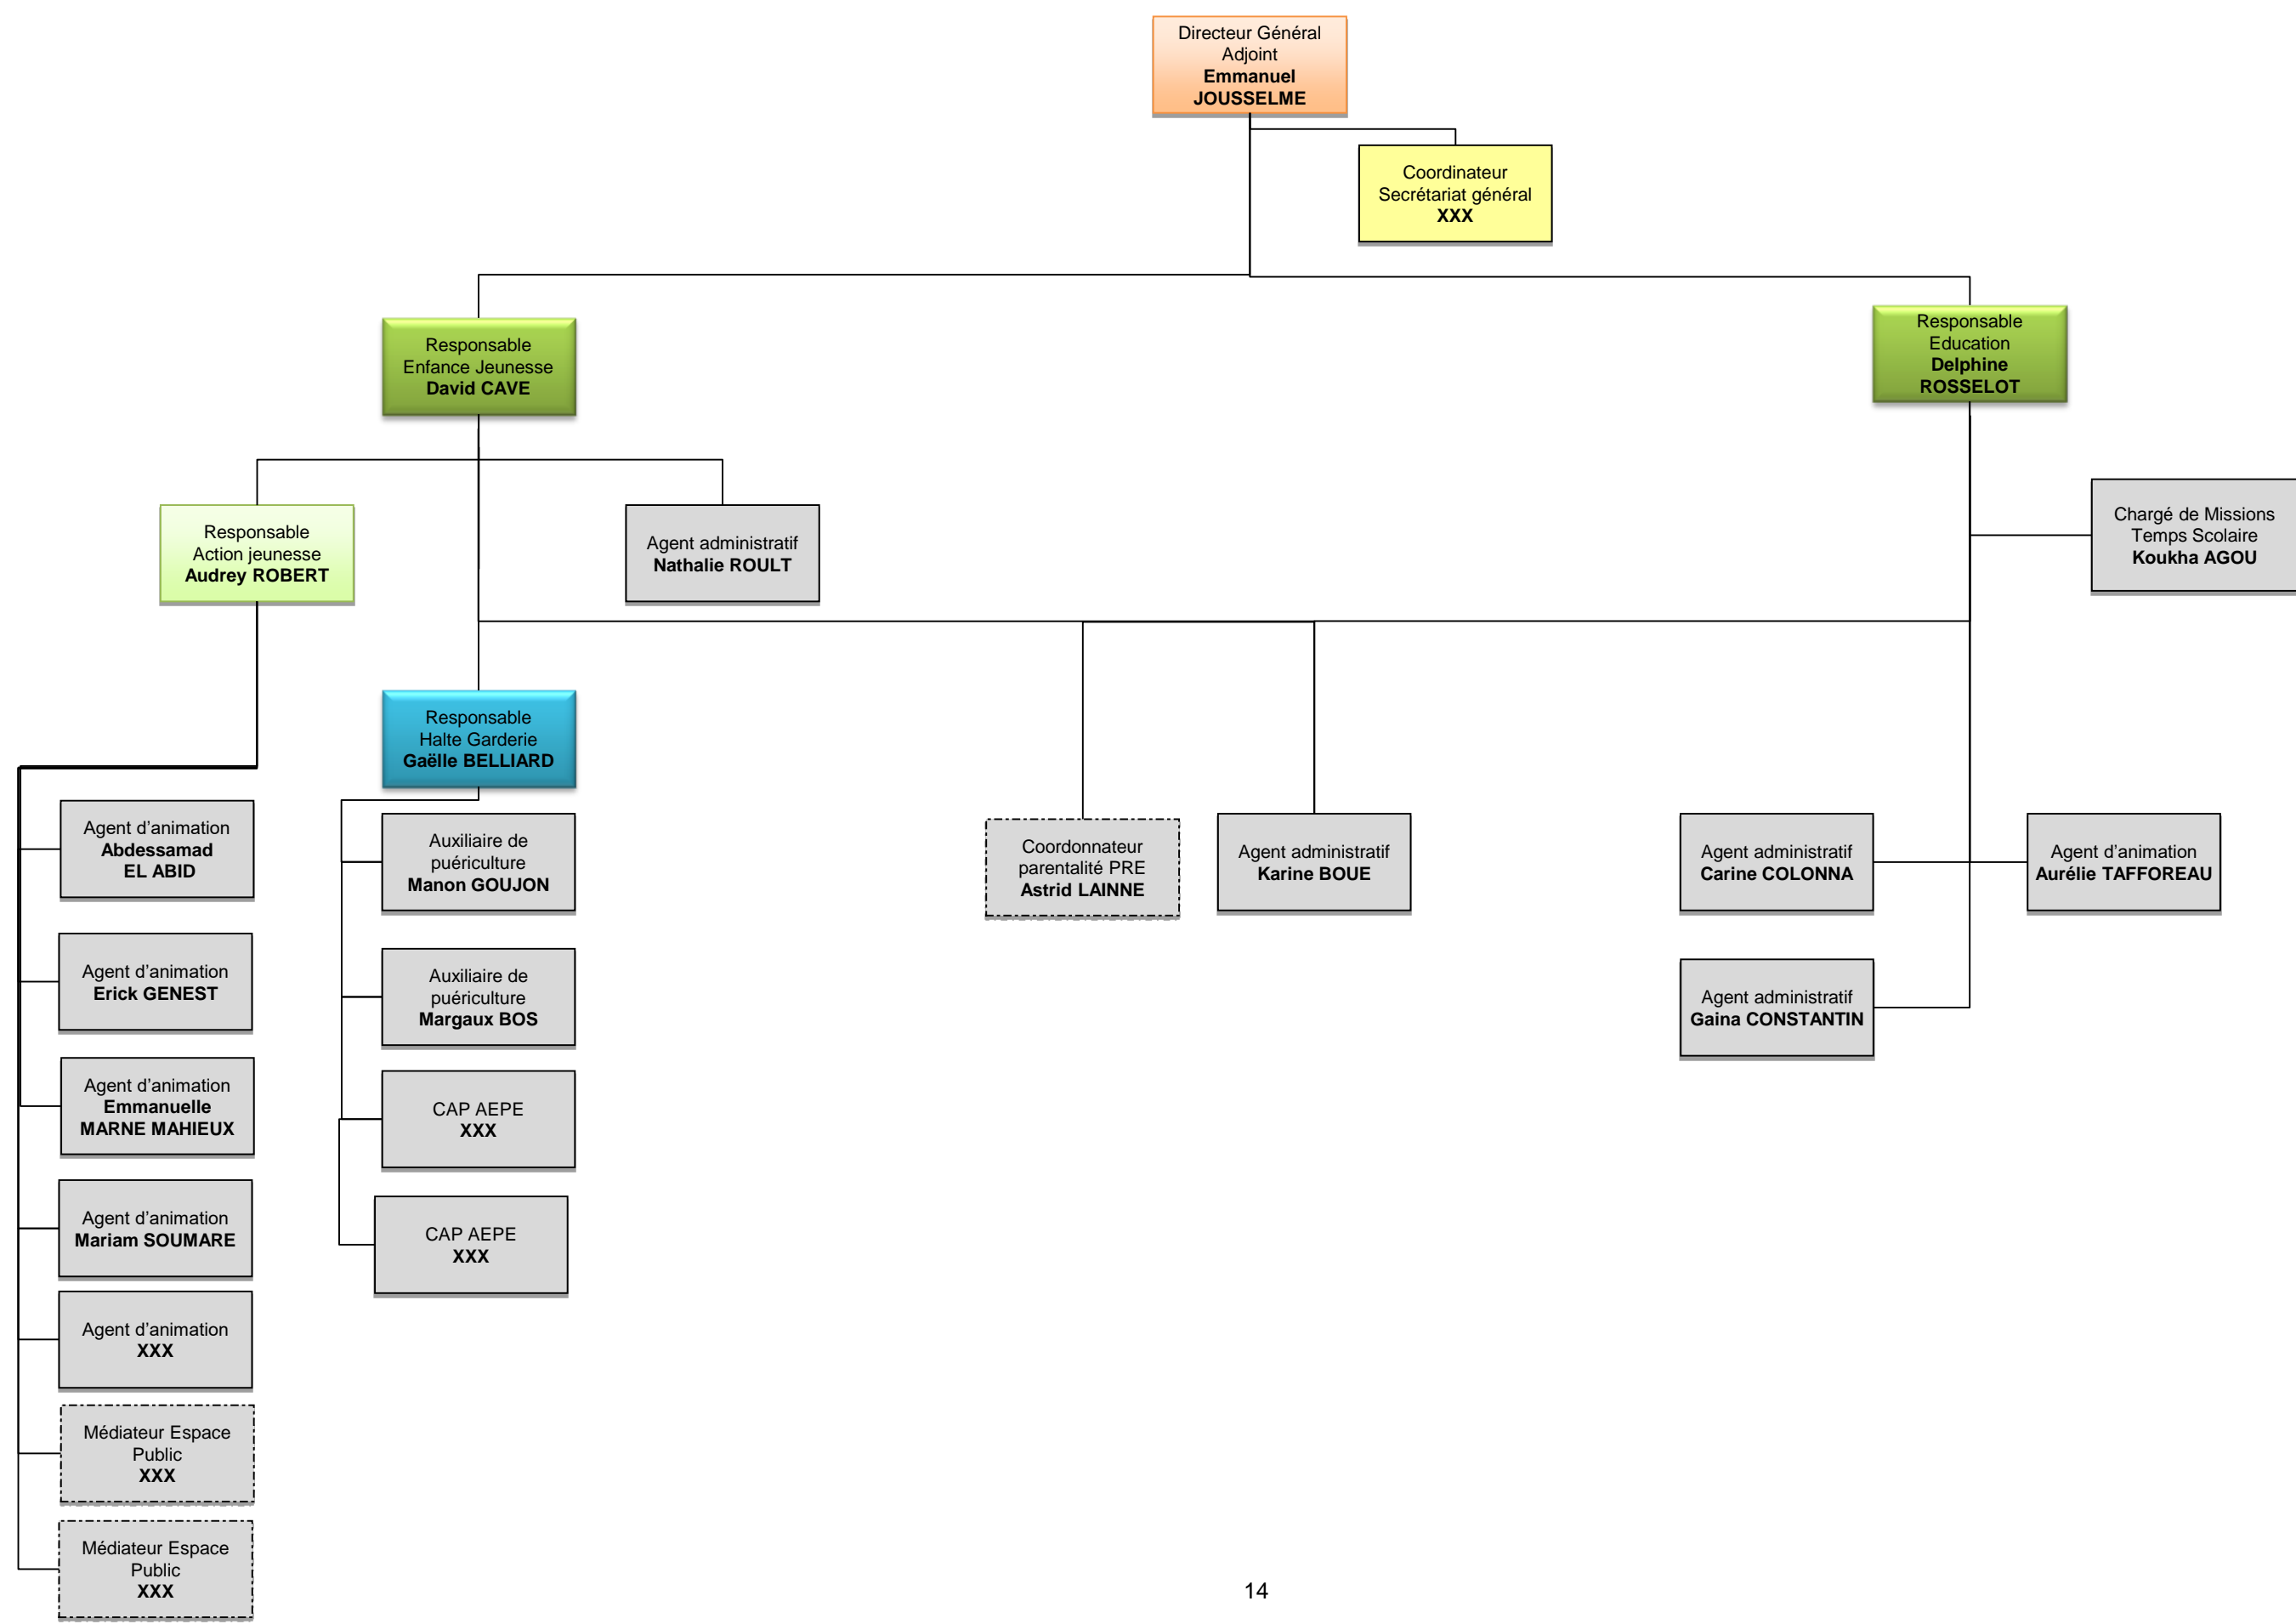 Directeur Général
Adjoint
Emmanuel
JOUSSELME
Coordinateur
Secrétariat général
XXX
Responsable
Enfance Jeunesse
David CAVE
Responsable
Education
Delphine
ROSSELOT
Responsable
Action jeunesse
Audrey ROBERT
Agent administratif
Nathalie ROULT
Chargé de Missions
Temps Scolaire
Koukha AGOU
Responsable
Halte Garderie
Gaëlle BELLIARD
Agent d’animation
Abdessamad
EL ABID
Auxiliaire de
puériculture
Manon GOUJON
Coordonnateur
parentalité PRE
Astrid LAINNE
Agent administratif
Karine BOUE
Agent administratif
Carine COLONNA
Agent d’animation
Aurélie TAFFOREAU
Agent d’animation
Erick GENEST
Auxiliaire de
puériculture
Margaux BOS
Agent administratif
Gaina CONSTANTIN
Agent d’animation
Emmanuelle
MARNE MAHIEUX
CAP AEPE
XXX
Agent d’animation
Mariam SOUMARE
CAP AEPE
XXX
Agent d’animation
XXX
Médiateur Espace
Public
XXX
Médiateur Espace
Public
XXX
14